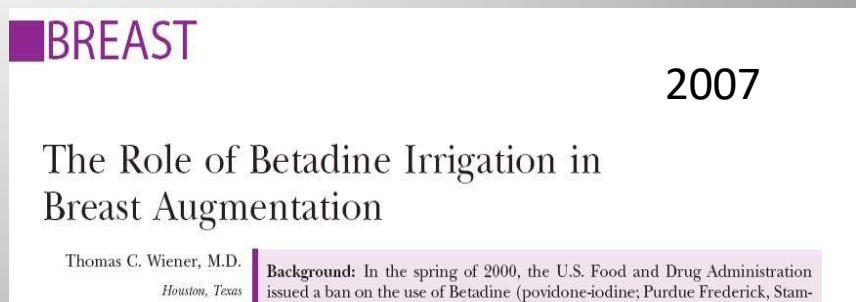 BREAST
2007
The Role of Betadine Irrigation in
Breast Augmentation
Thomas C. Wiener, M.D.
Houston, Texas
Background: In the spring of 2000, the U.S. Food and Drug Administration
issued a ban on the use of Betadine (povidone-iodine; Purdue Frederick, Stam-